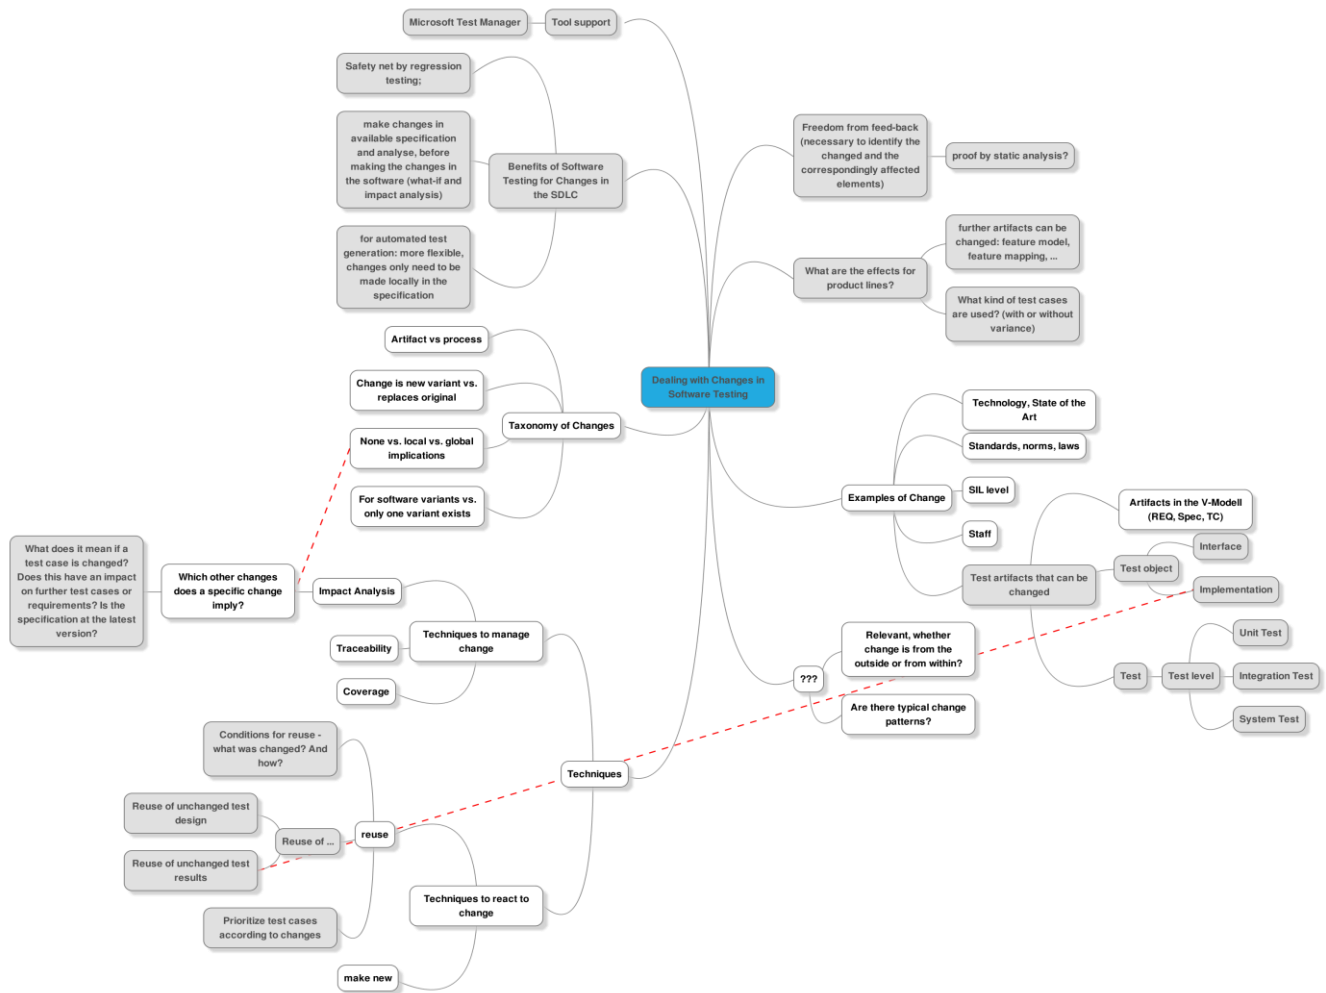 Microsoft Test Manager
Tool support
Safety net by regression
testing;
make changes in
available specification
and analyse, before
making the changes in
the software (what-if and
impact analysis)
Benefits of Software
Testing for Changes in
the SDLC
for automated test
generation: more flexible,
changes only need to be
made locally in the
specification
Freedom from feed-back
(necessary to identify the
changed and the
correspondingly affected
elements)
proof by static analysis?
further artifacts can be
changed: feature model,
feature mapping, ...
What are the effects for
product lines?
What kind of test cases
are used? (with or without
variance)
Dealing with Changes in
Software Testing
Artifact vs process
Change is new variant vs.
replaces original
Taxonomy of Changes
None vs. local vs. global
implications
For software variants vs.
only one variant exists
Technology, State of the
Art
Standards, norms, laws
Examples of Change
SIL level
Staff
Artifacts in the V-Modell
(REQ, Spec, TC)
Test artifacts that can be
changed
Test object
Interface
Implementation
Test
Test level
Unit Test
Integration Test
System Test
What does it mean if a
test case is changed?
Does this have an impact
on further test cases or
requirements? Is the
specification at the latest
version?
Which other changes
does a specific change
imply?
Impact Analysis
Techniques to manage
change
Traceability
Coverage
Relevant, whether
change is from the
outside or from within?
???
Are there typical change
patterns?
Techniques
Conditions for reuse -
what was changed? And
how?
Reuse of unchanged test
design
Reuse of ...
reuse
Reuse of unchanged test
results
Prioritize test cases
according to changes
Techniques to react to
change
make new